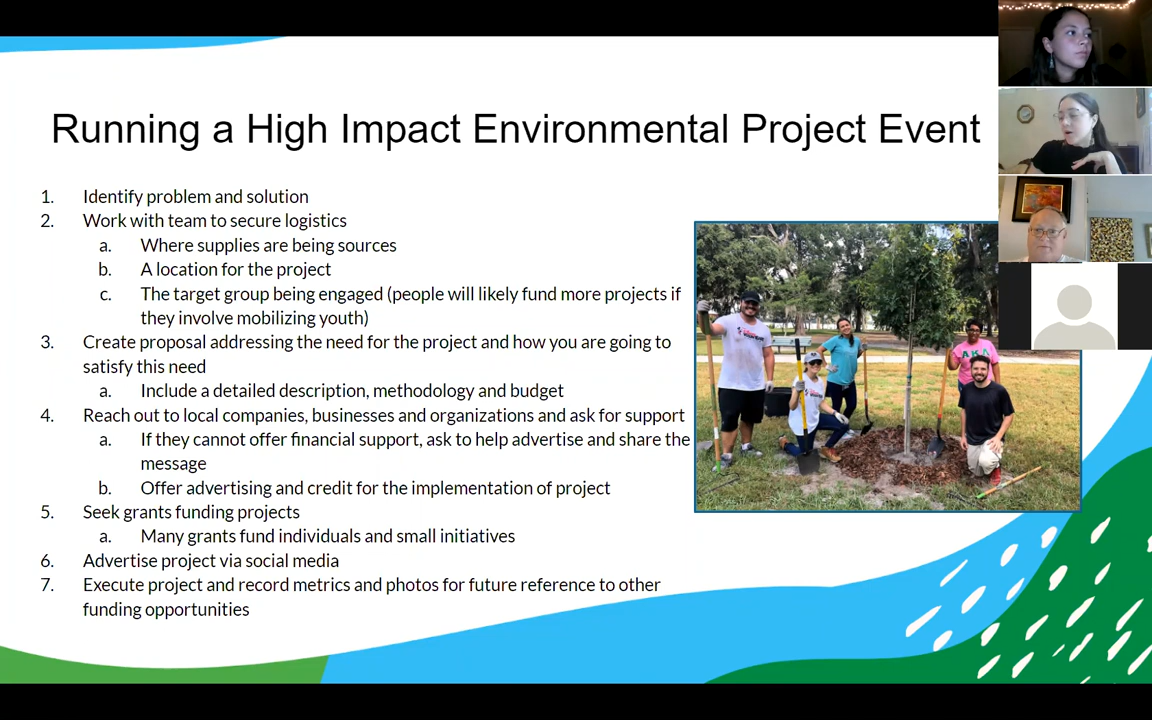 Running a High Impact Environmental Project Event
1. Identify problem and solution
2. Work with team to secure logistics
a. Where supplies are being sources
b. A location for the project
c. The target group being engaged (people will likely fund more projects if
they involve mobilizing youth)
3. Create proposal addressing the need for the project and how you are going to
satisfy this need
a. Include a detailed description, methodology and budget
4. Reach out to local companies, businesses and organizations and ask for support
a. If they cannot offer financial support, ask to help advertise and share the
message
b. Offer advertising and credit for the implementation of project
5. Seek grants funding projects
a. Many grants fund individuals and small initiatives
6. Advertise project via social media
7. Execute project and record metrics and photos for future reference to other
funding opportunities
AKA